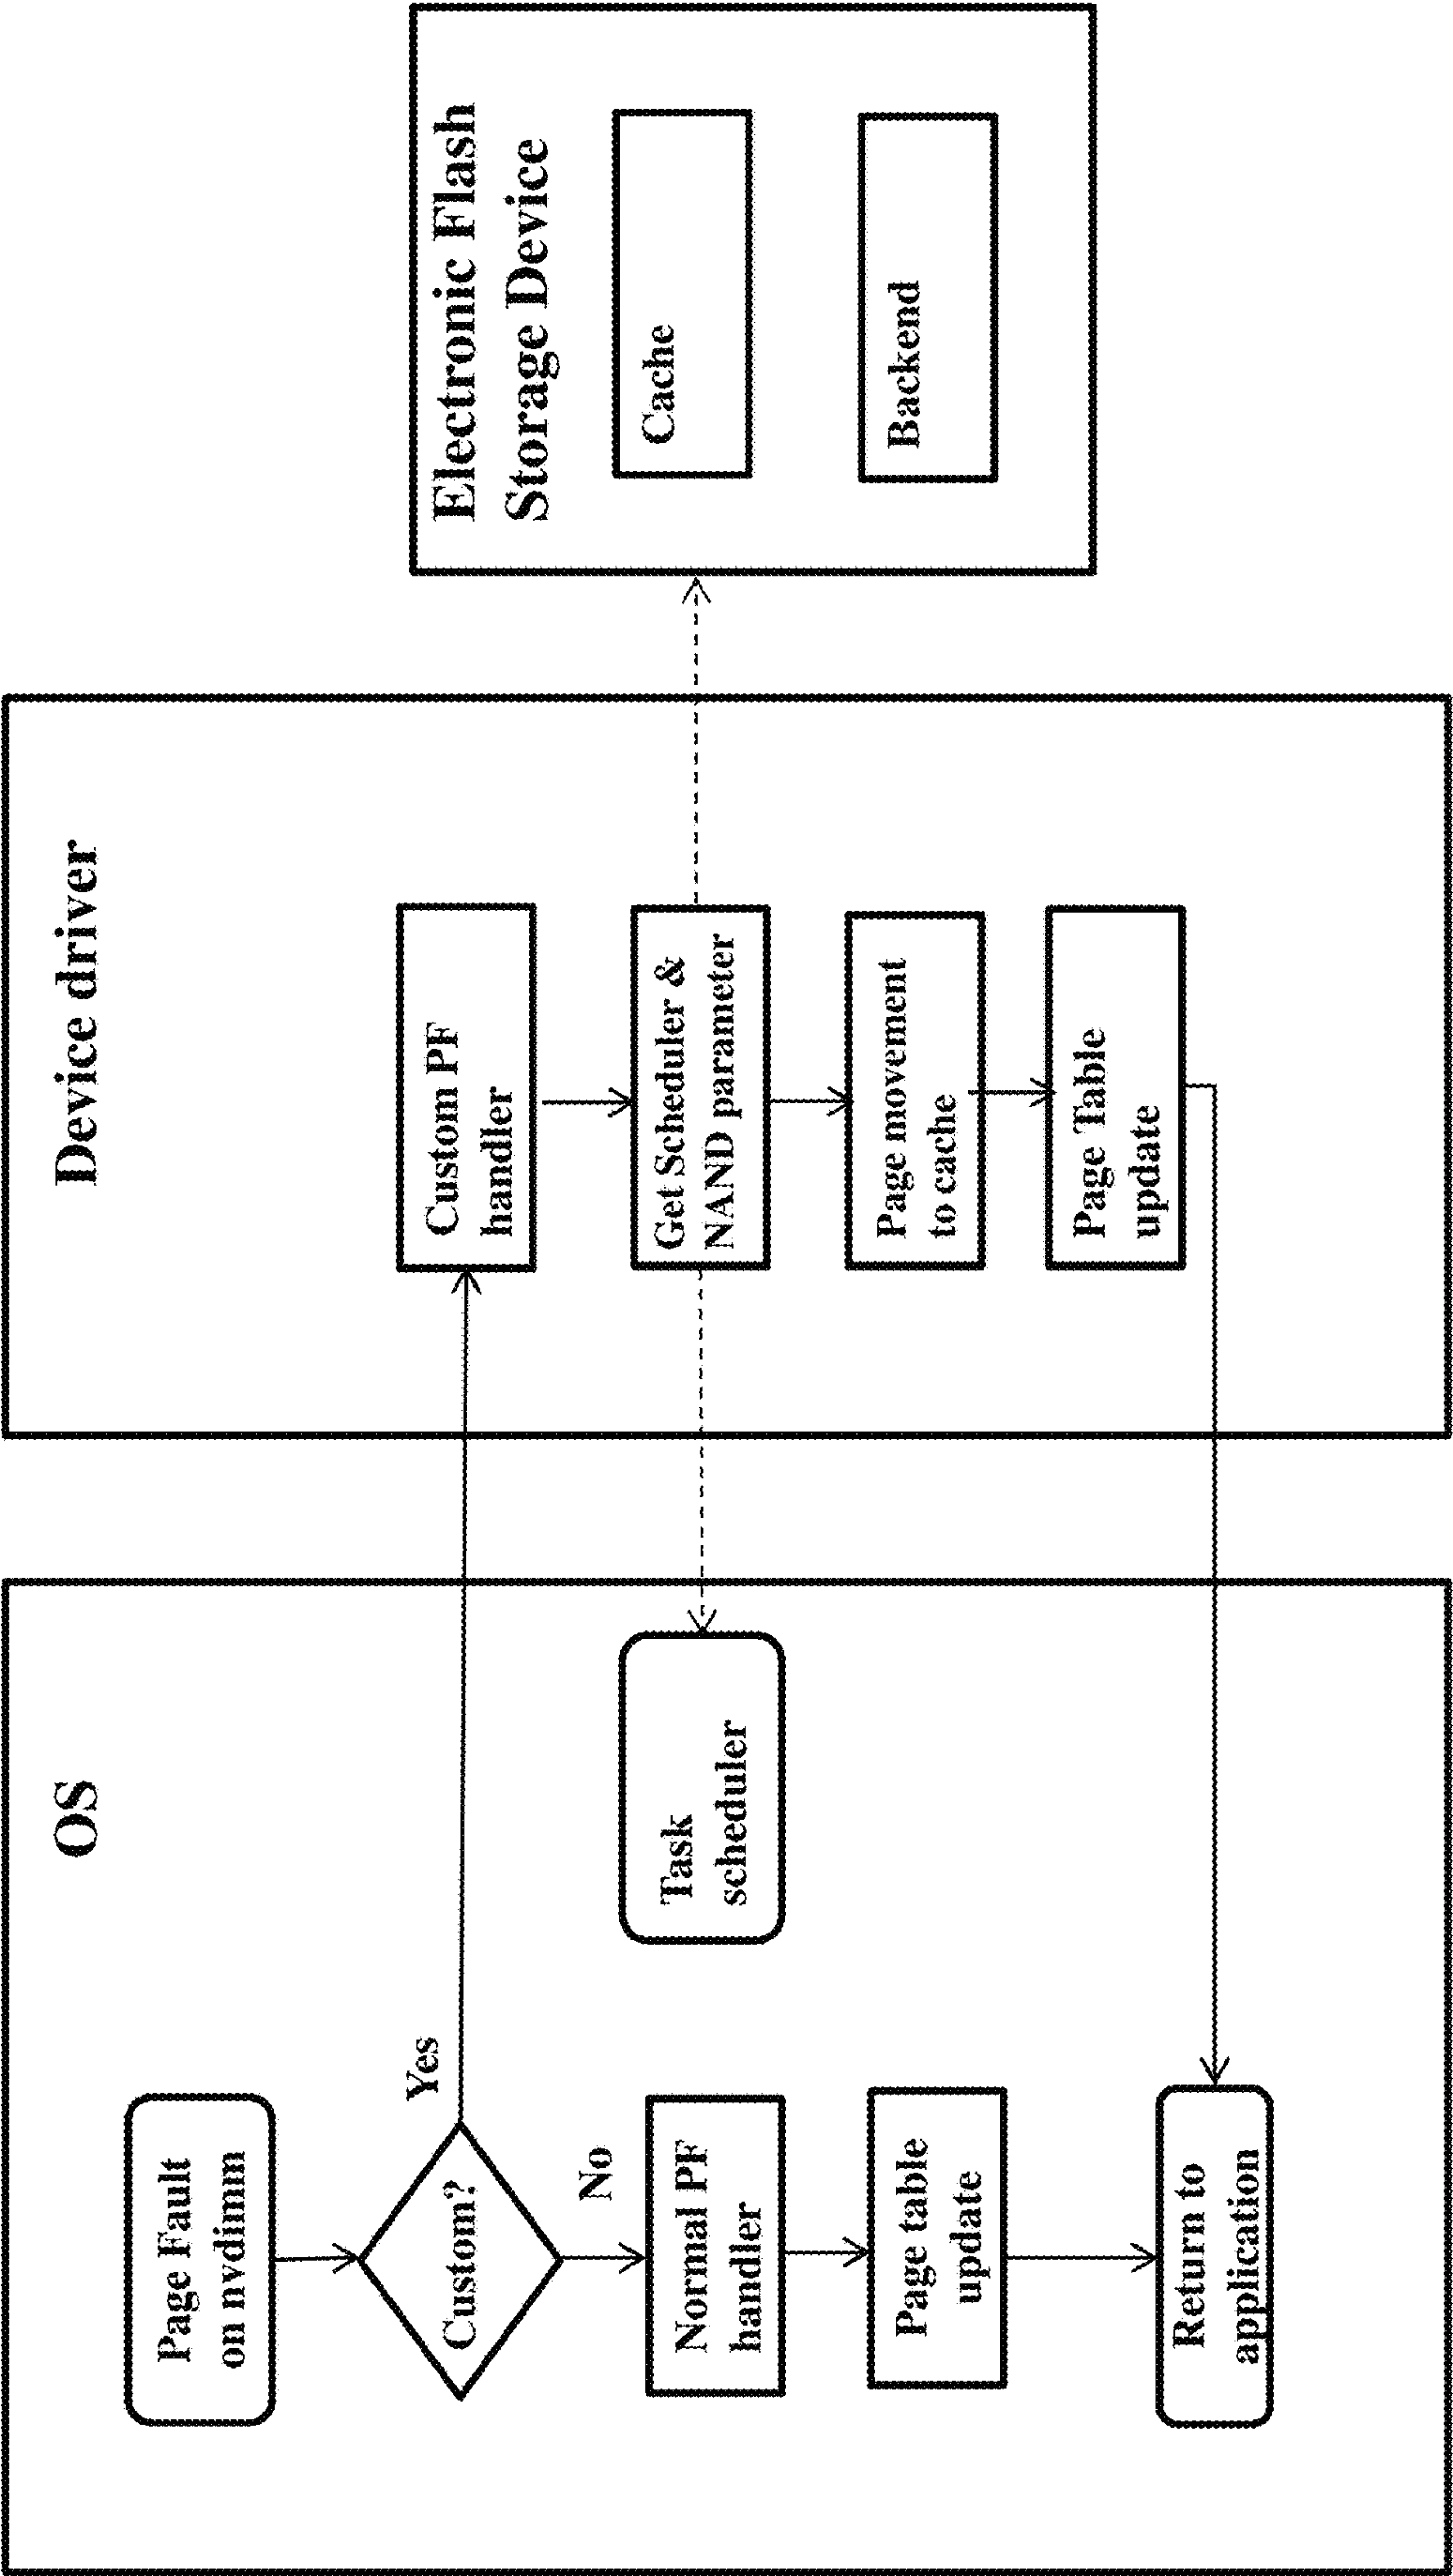 OS
Page Fault
on nvdimm
Custom?
Yes
No
Normal PF
handler
Page table
update
Return to
application
Task
scheduler
Device driver
Custom PF
handler
Get Scheduler &
NAND parameter
Page movement
to cache
Page Table
update
Electronic Flash
Storage Device
Cache
Backend